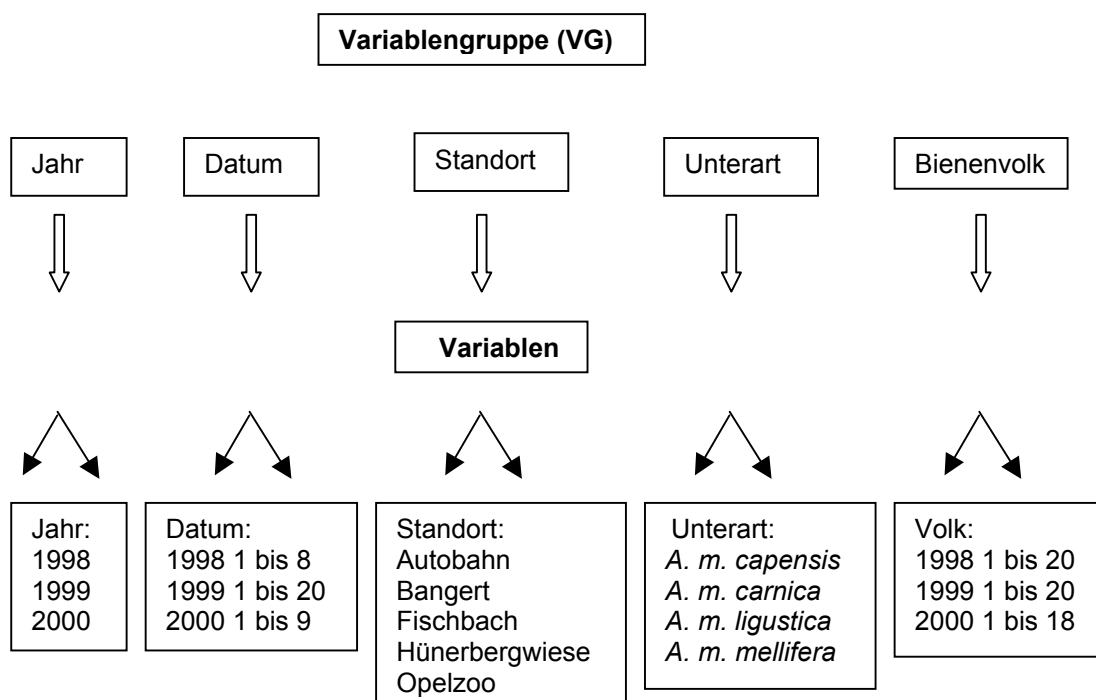 Variablengruppe (VG)
Jahr
Datum
Standort
Unterart
Bienenvolk
Variablen
Jahr:
1998
1999
2000
Datum:
1998 1 bis 8
1999 1 bis 20
2000 1 bis 9
Standort:
Autobahn
Bangert
Fischbach
Hünerbergwiese
Opelzoo
Unterart:
A. m. capensis
A. m. carnica
A. m. ligustica
A. m. mellifera
Volk:
1998 1 bis 20
1999 1 bis 20
2000 1 bis 18